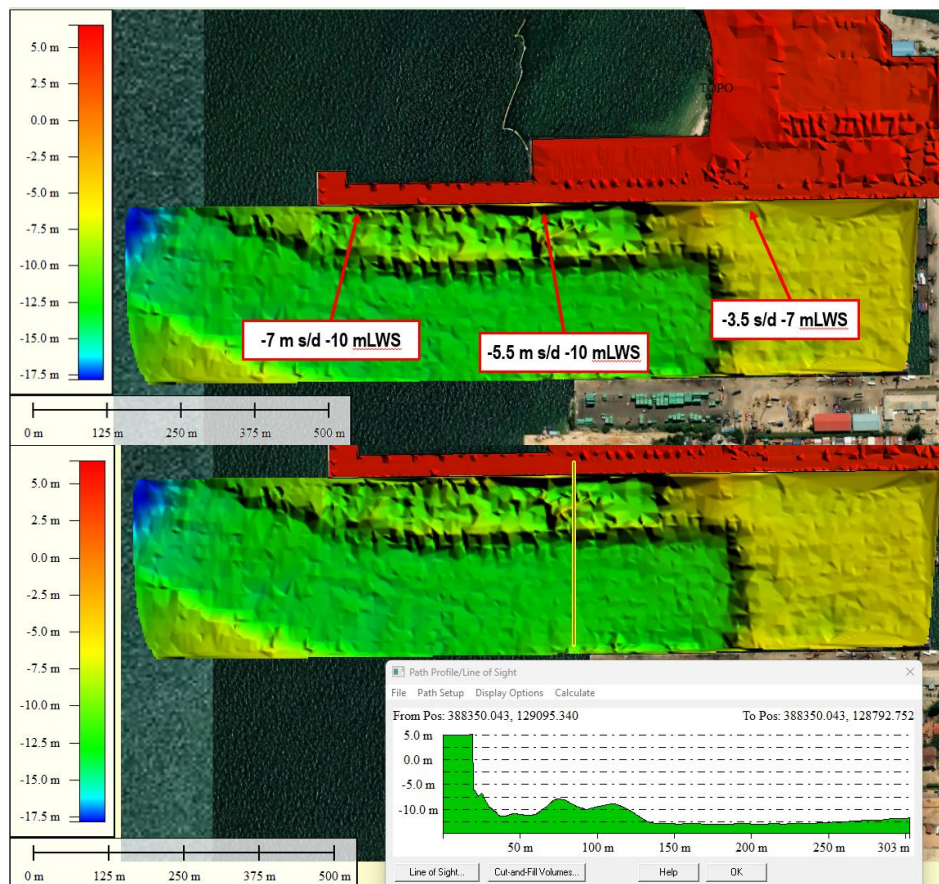 5.0 m
0.0 m
-5.0 m
-7.5 m
-10.0 m
-12.5 m
-15.0 m
-17.5 m
TOPO
-7 m s/d -10 mLWS
-5.5 m s/d -10 mLWS
-3.5 s/d -7 mLWS
0 m 125 m 250 m 375 m 500 m
5.0 m
2.5 m
0.0 m
-2.5 m
-5.0 m
-7.5 m
-10.0 m
-12.5 m
-15.0 m
-17.5 m
0 m 125 m 250 m 375 m 500 m
Path Profile/Line of Sight
File Path Setup Display Options Calculate
From Pos: 388350.043, 129095.340 To Pos: 388350.043, 128792.752
5.0 m
0.0 m
-5.0 m
-10.0 m
50 m 100 m 150 m 200 m 250 m 303 m
Line of Sight... Cut-and-Fill Volumes... Help OK